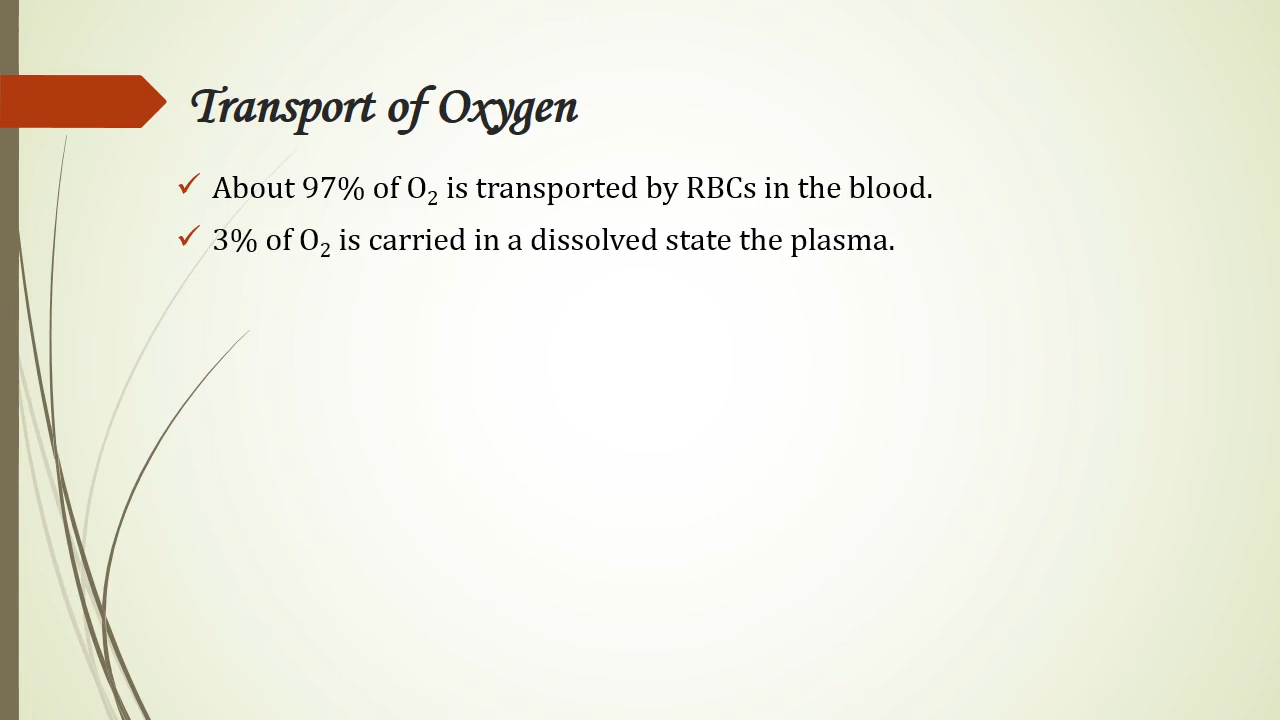 Transport of Oxygen
✓ About 97% of O₂ is transported by RBCs in the blood.
✓ 3% of O₂ is carried in a dissolved state the plasma.